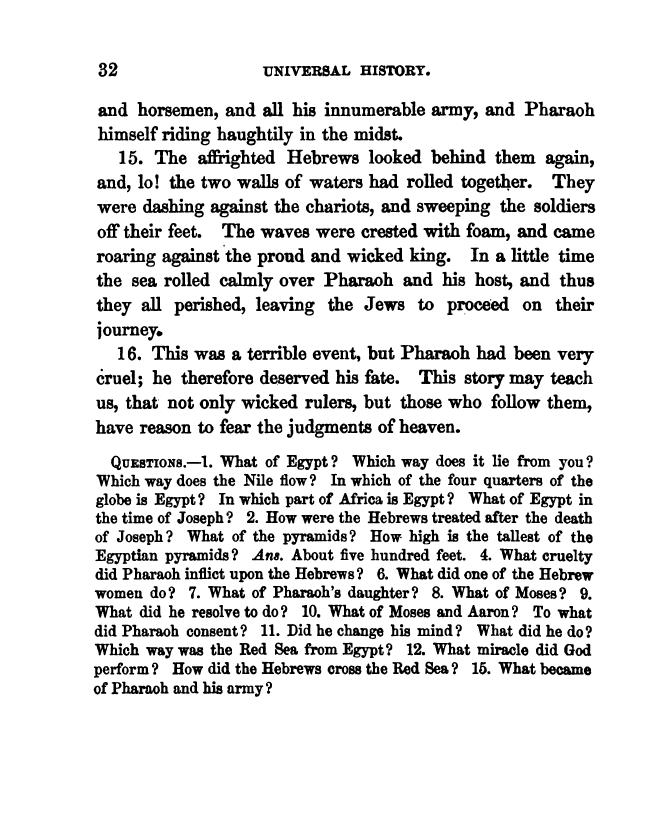 32 UNIVERSAL HISTORY.
and horsemen, and all his innumerable army, and Pharaoh
himself riding haughtily in the midst.
15. The affrighted Hebrews looked behind them again,
and, lo! the two walls of waters had rolled together. They
were dashing against the chariots, and sweeping the soldiers
off their feet. The waves were crested with foam, and came
roaring against the proud and wicked king. In a little time
the sea rolled calmly over Pharaoh and his host, and thus
they all perished, leaving the Jews to proceed on their
journey.
16. This was a terrible event, but Pharaoh had been very
cruel; he therefore deserved his fate. This story may teach
us, that not only wicked rulers, but those who follow them,
have reason to fear the judgments of heaven.
QUESTIONS.—1. What of Egypt? Which way does it lie from you?
Which way does the Nile flow? In which of the four quarters of the
globe is Egypt? In which part of Africa is Egypt? What of Egypt in
the time of Joseph? 2. How were the Hebrews treated after the death
of Joseph? What of the pyramids? How high is the tallest of the
Egyptian pyramids? Ans. About five hundred feet. 4. What cruelty
did Pharaoh inflict upon the Hebrews? 6. What did one of the Hebrew
women do? 7. What of Pharaoh's daughter? 8. What of Moses? 9.
What did he resolve to do? 10. What of Moses and Aaron? To what
did Pharaoh consent? 11. Did he change his mind? What did he do?
Which way was the Red Sea from Egypt? 12. What miracle did God
perform? How did the Hebrews cross the Red Sea? 15. What became
of Pharaoh and his army?